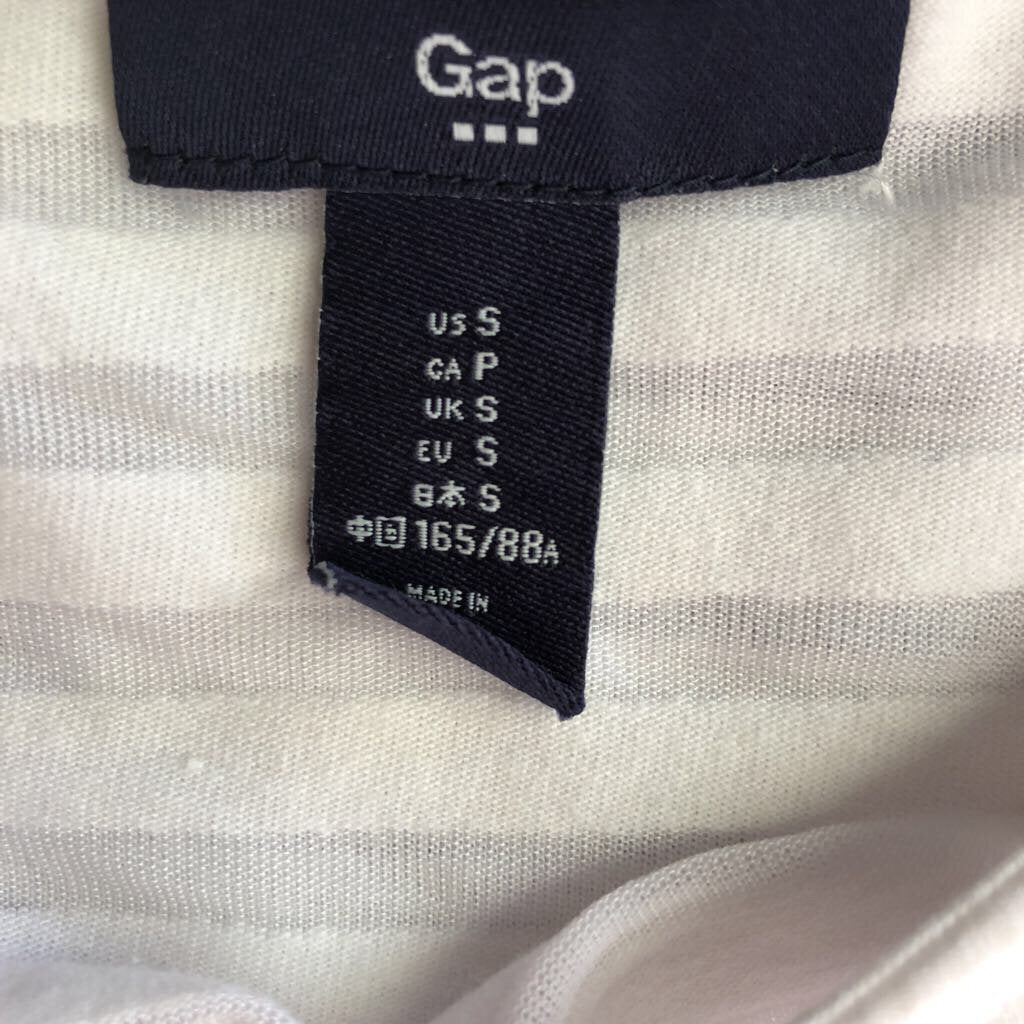 Gap
US S
CA P
UK S
EU S
日本 S
中国 165/88A
MADE IN